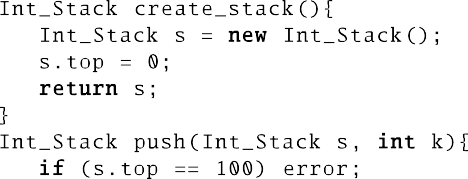 Int_Stack create_stack(){
Int_Stack s = new Int_Stack();
s.top = 0;
return s;
}
Int_Stack push(Int_Stack s, int k){
if (s.top == 100) error;